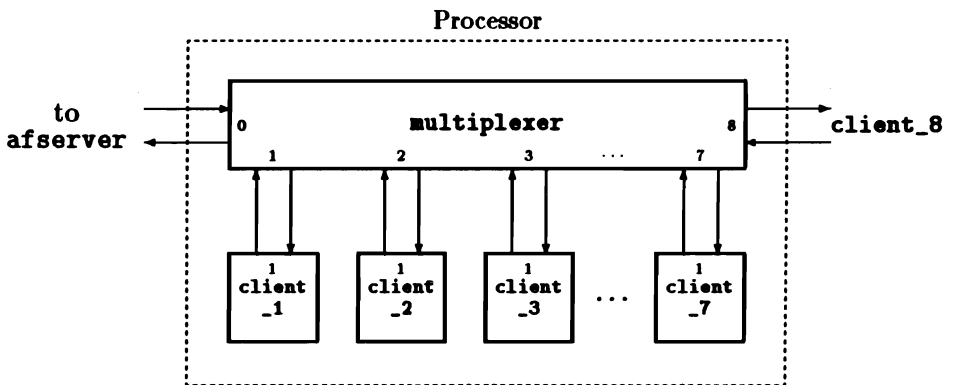 Processor
to
afserver
0
multiplexer
8
client_8
1 2 3 ... 7
1
client
_1
1
client
_2
1
client
_3
...
1
client
_7